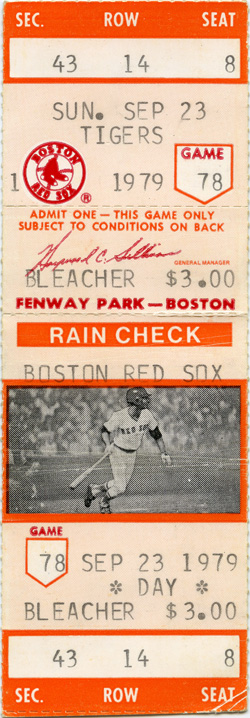 SEC. ROW SEAT
43 14 8
SUN. SEP 23
TIGERS
BOSTON
RED SOX
®
GAME
1 1979 78
ADMIT ONE — THIS GAME ONLY
SUBJECT TO CONDITIONS ON BACK
GENERAL MANAGER
BLEACHER $3.00
FENWAY PARK — BOSTON
RAIN CHECK
BOSTON RED SOX
RED SOX
GAME
78 SEP 23 1979
* DAY *
BLEACHER $3.00
43 14 8
SEC. ROW SEAT